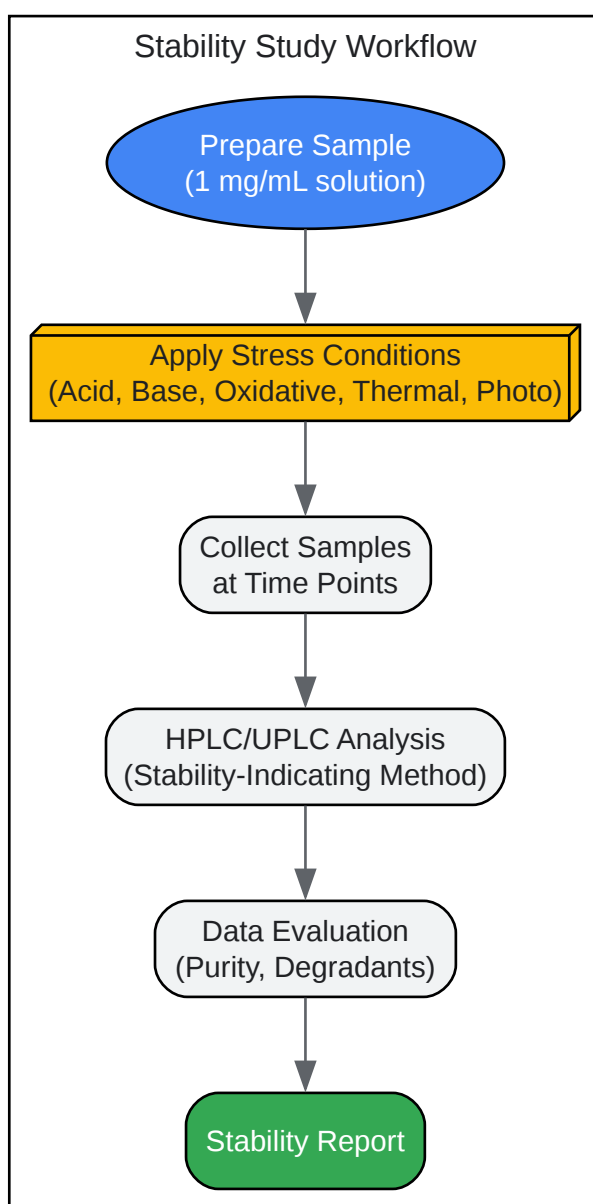 Stability Study Workflow
Prepare Sample
(1 mg/mL solution)
Apply Stress Conditions
(Acid, Base, Oxidative, Thermal, Photo)
Collect Samples
at Time Points
HPLC/UPLC Analysis
(Stability-Indicating Method)
Data Evaluation
(Purity, Degradants)
Stability Report